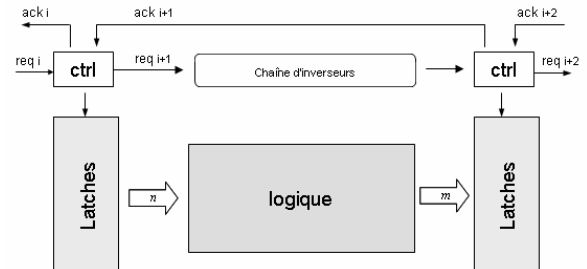 ack i
ack i+1
ack i+2
req i
ctrl
req i+1
Chaîne d'inverseurs
ctrl
req i+2
Latches
n
logique
m
Latches